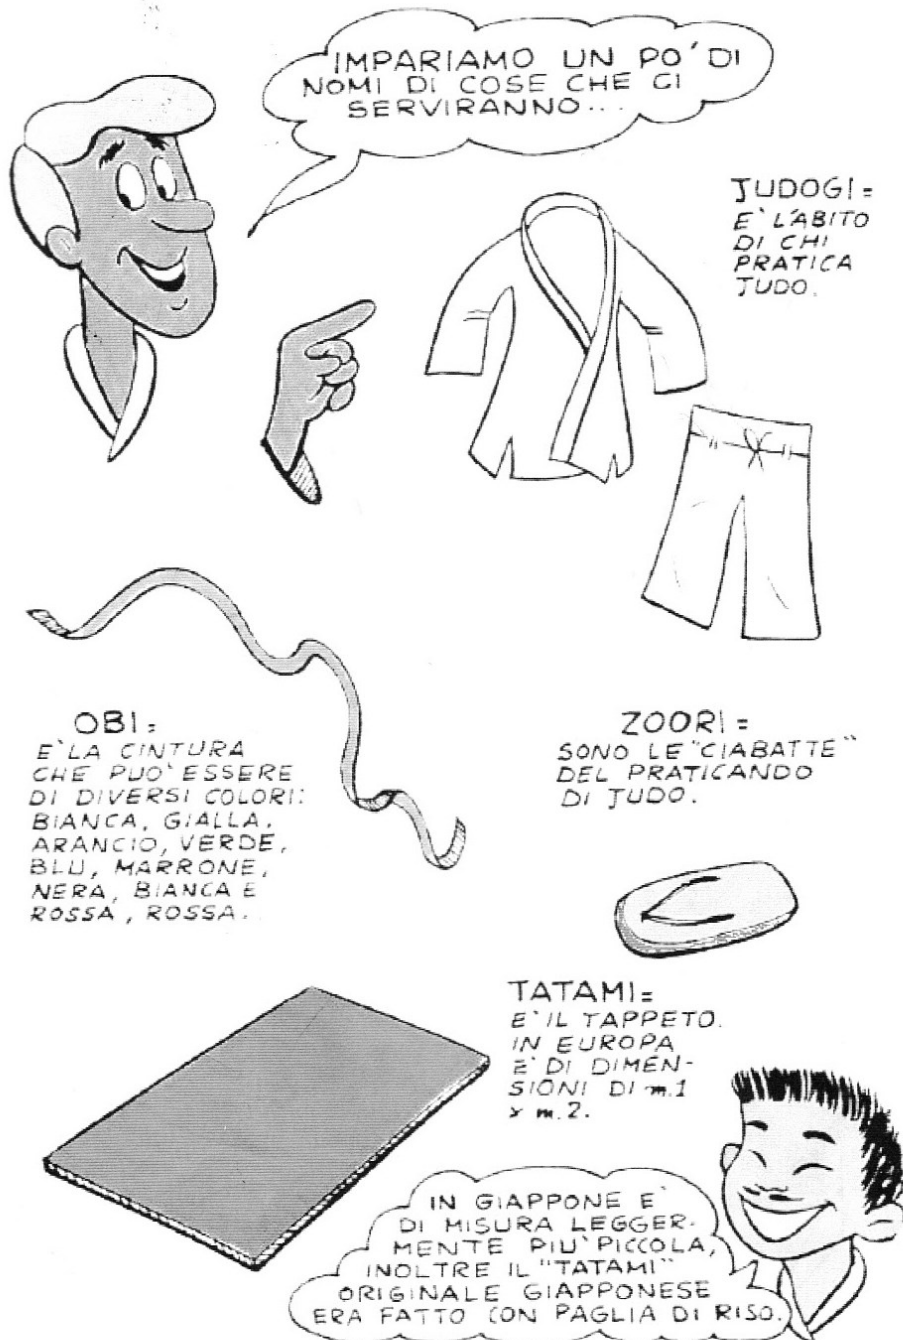 IMPARIAMO UN PO' DI
NOMI DI COSE CHE CI
SERVIRANNO...
JUDOGI=
E' L'ABITO
DI CHI
PRATICA
JUDO.
OBI=
E' LA CINTURA
CHE PUO' ESSERE
DI DIVERSI COLORI:
BIANCA, GIALLA,
ARANCIO, VERDE,
BLU, MARRONE,
NERA, BIANCA E
ROSSA, ROSSA.
ZOORI=
SONO LE "CIABATTE"
DEL PRATICANDO
DI JUDO.
TATAMI=
E' IL TAPPETO.
IN EUROPA
E' DI DIMEN-
SIONI DI m.1
x m.2.
IN GIAPPONE E'
DI MISURA LEGGER-
MENTE PIU' PICCOLA,
INOLTRE IL "TATAMI"
ORIGINALE GIAPPONESE
ERA FATTO CON PAGLIA DI RISO.